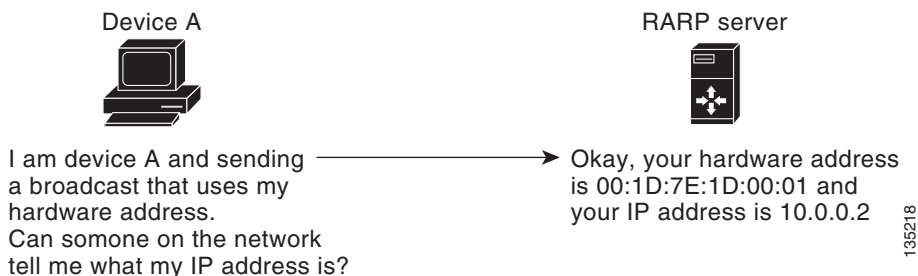 Device A
RARP server
I am device A and sending
a broadcast that uses my
hardware address.
Can somone on the network
tell me what my IP address is?
Okay, your hardware address
is 00:1D:7E:1D:00:01 and
your IP address is 10.0.0.2
135218